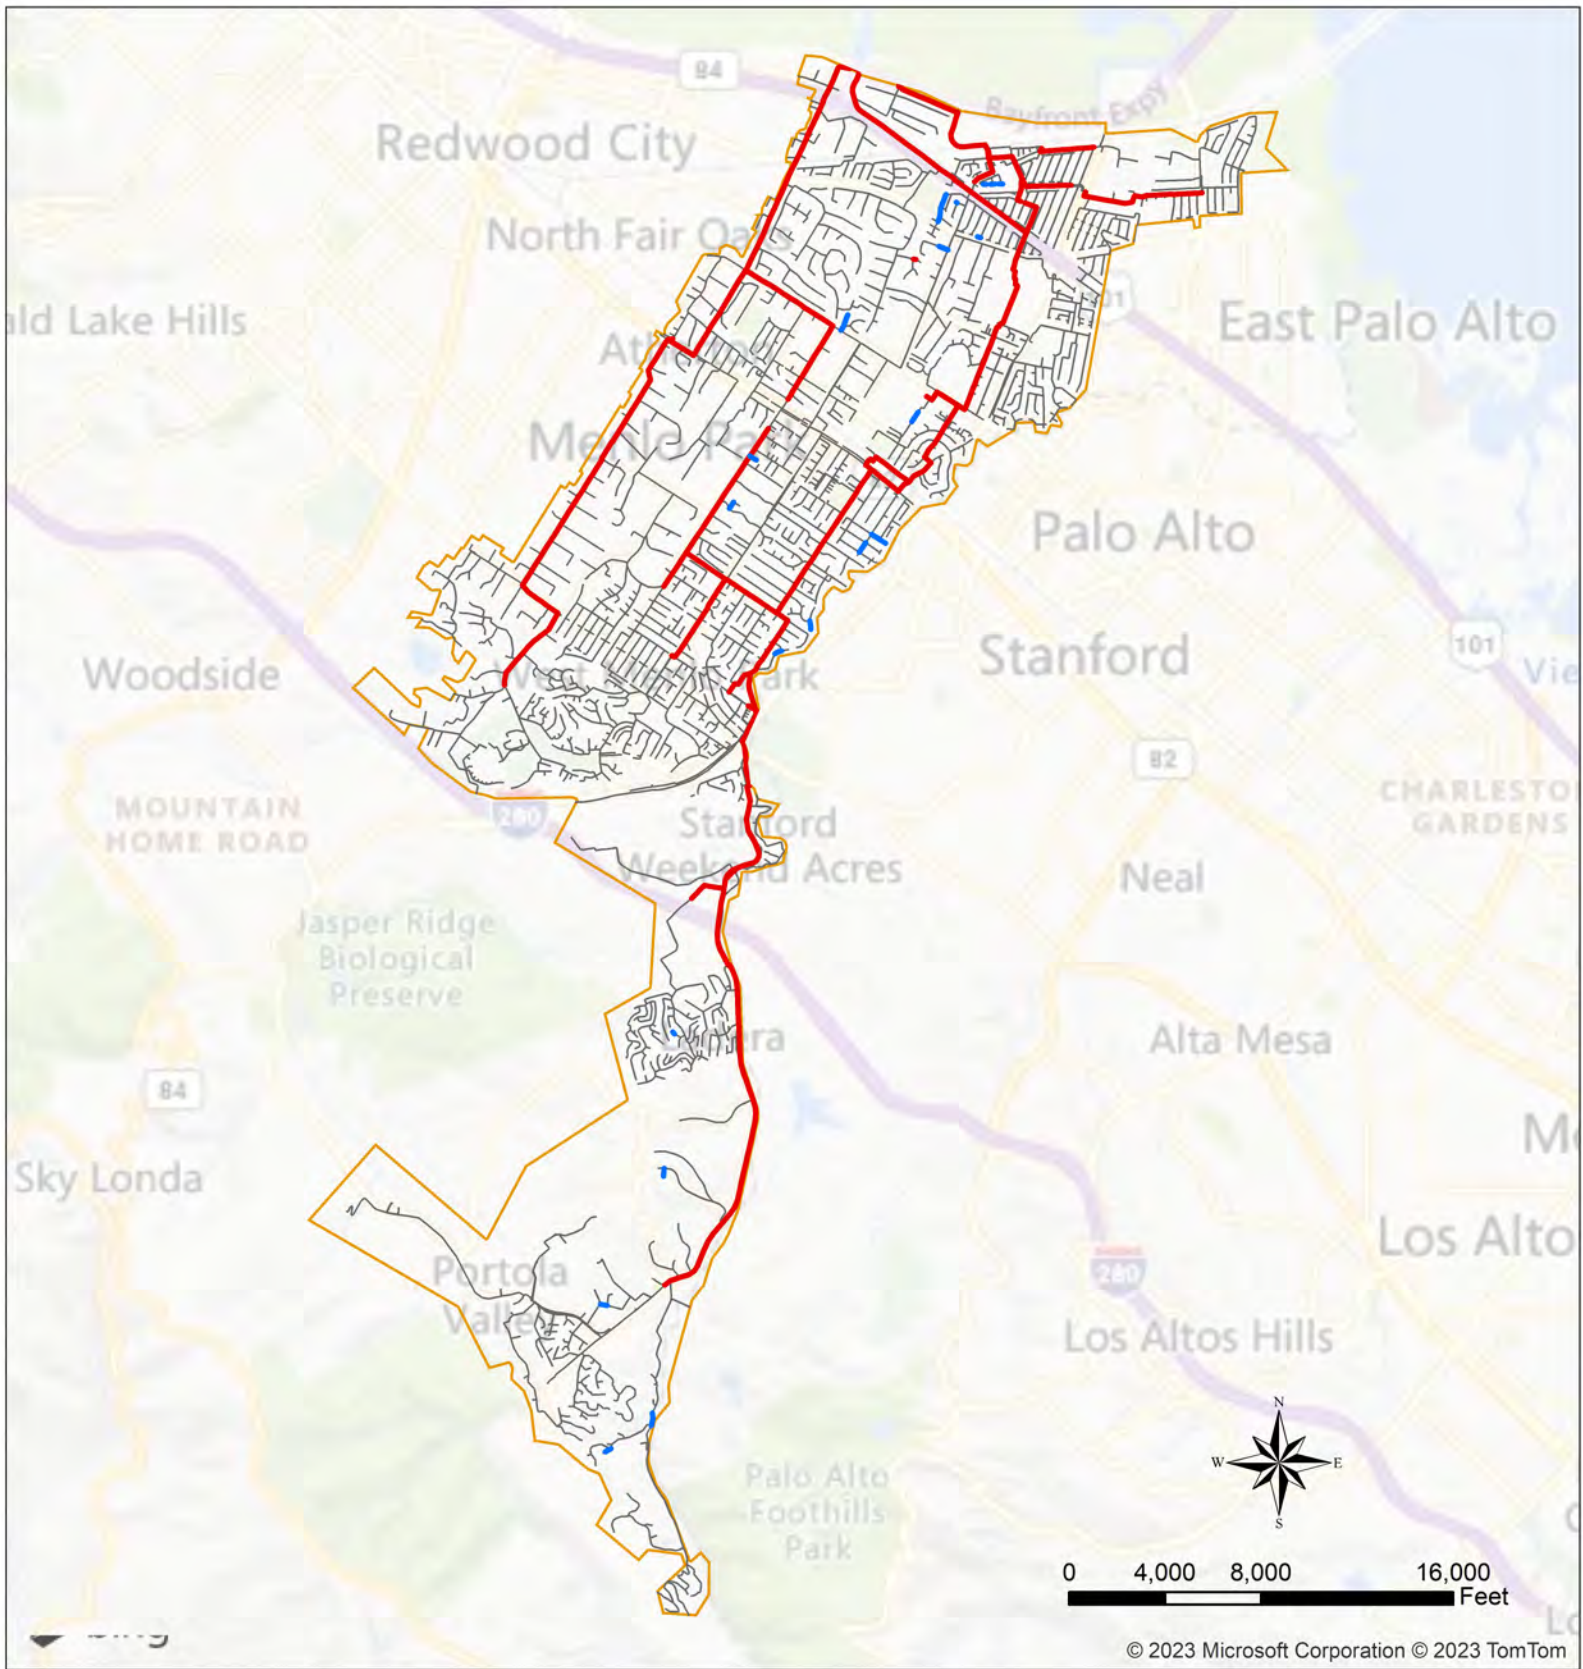 84
Bayfront Expy
Redwood City
North Fair Oaks
101
ald Lake Hills
East Palo Alto
Atherton
Menlo Park
Palo Alto
Stanford
101
Woodside
West Menlo Park
Vie
82
MOUNTAIN
HOME ROAD
280
CHARLESTO
GARDENS
Stanford
Weekend Acres
Neal
Jasper Ridge
Biological
Preserve
Ladera
Alta Mesa
84
Sky Londa
Los Alto
Portola
Valley
280
Los Altos Hills
N
W
E
S
Palo Alto
Foothills
Park
0 4,000 8,000 16,000
Feet
bing
© 2023 Microsoft Corporation © 2023 TomTom